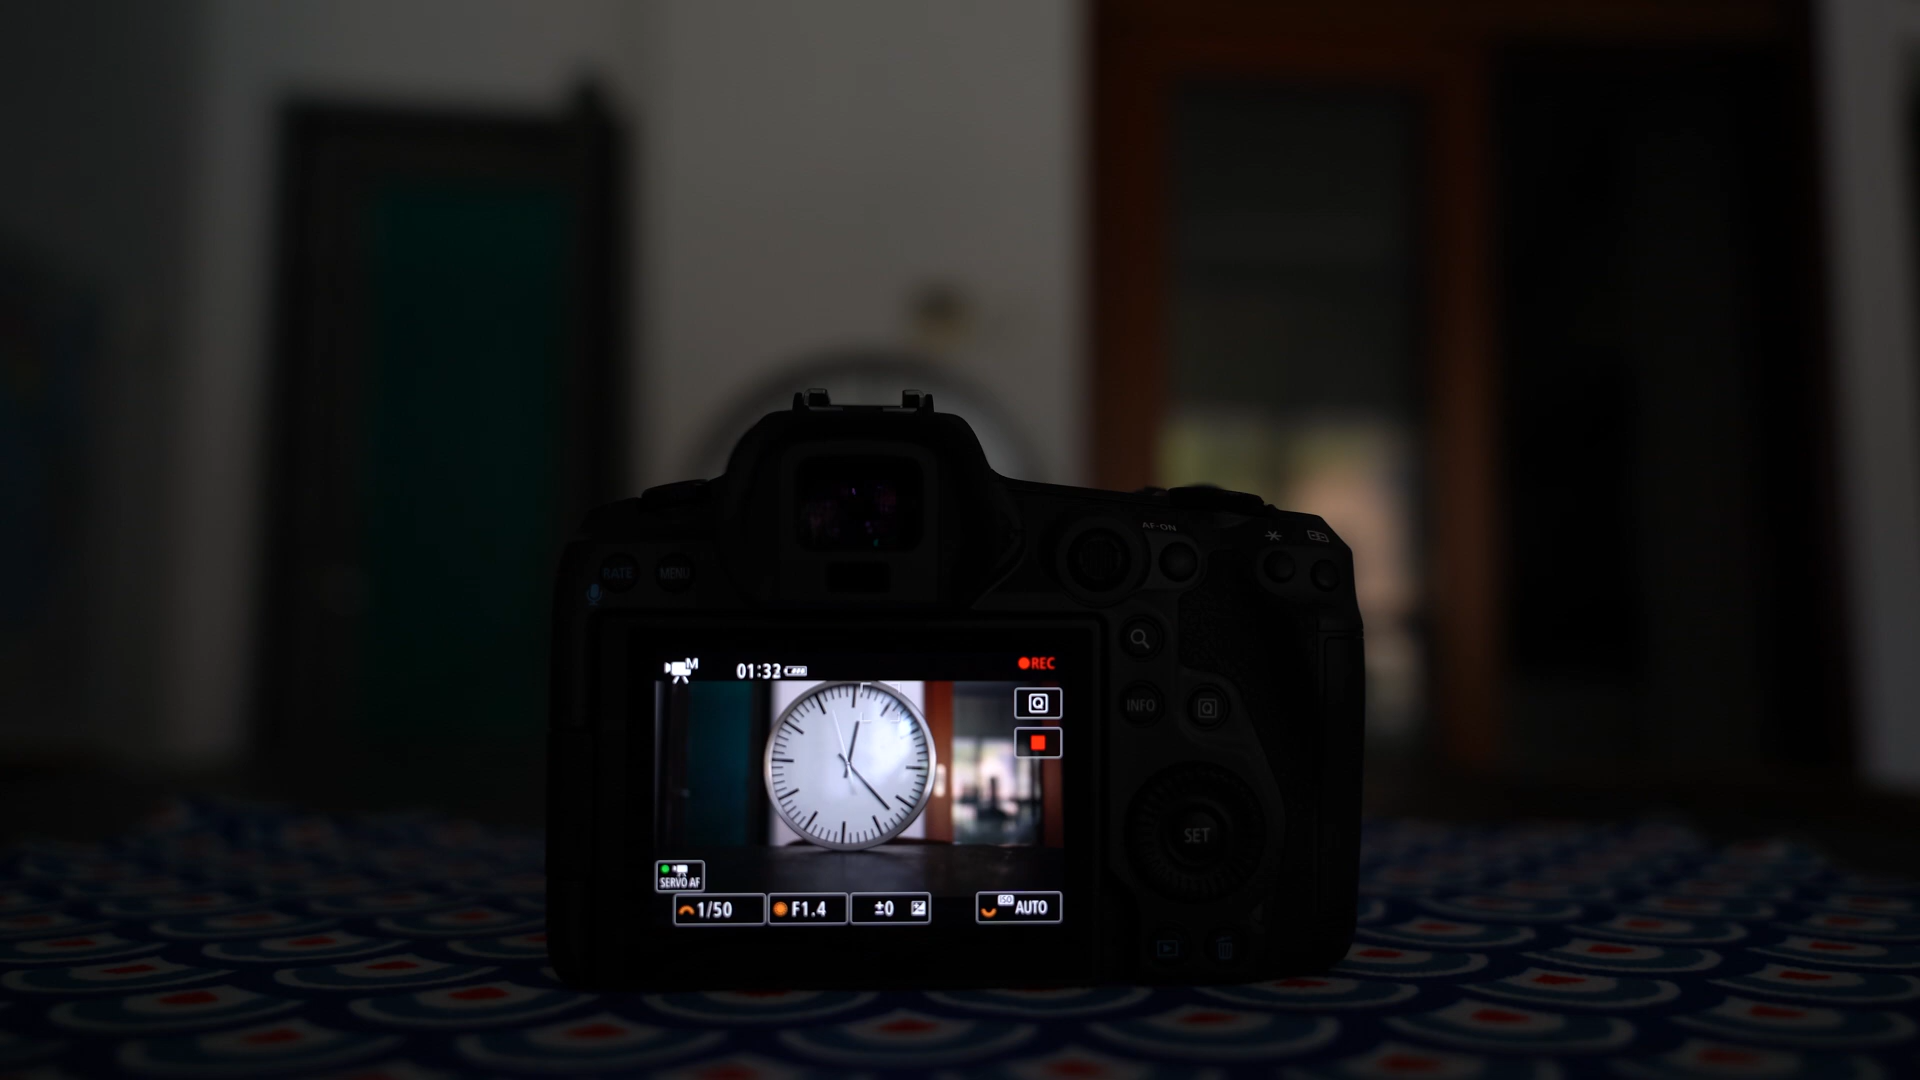 AF-ON
RATE MENU
M 01:32 REC
Q
INFO Q
SET
SERVO AF
1/50 F1.4 ±0 ISO AUTO